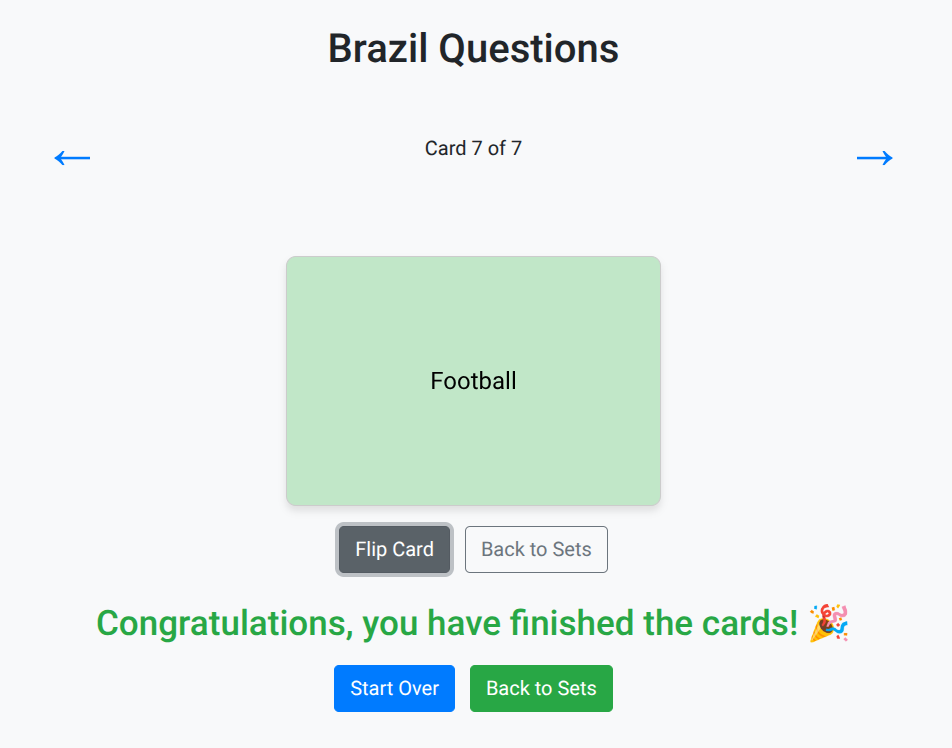 Brazil Questions
← Card 7 of 7 →
Football
Flip Card Back to Sets
Congratulations, you have finished the cards! 🎉
Start Over Back to Sets